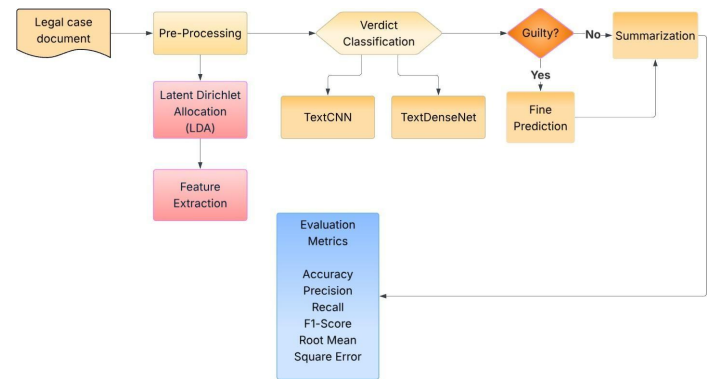 Legal case
document
Pre-Processing
Verdict
Classification
Guilty?
No
Summarization
Yes
Latent Dirichlet
Allocation
(LDA)
TextCNN
TextDenseNet
Fine
Prediction
Feature
Extraction
Evaluation
Metrics
Accuracy
Precision
Recall
F1-Score
Root Mean
Square Error